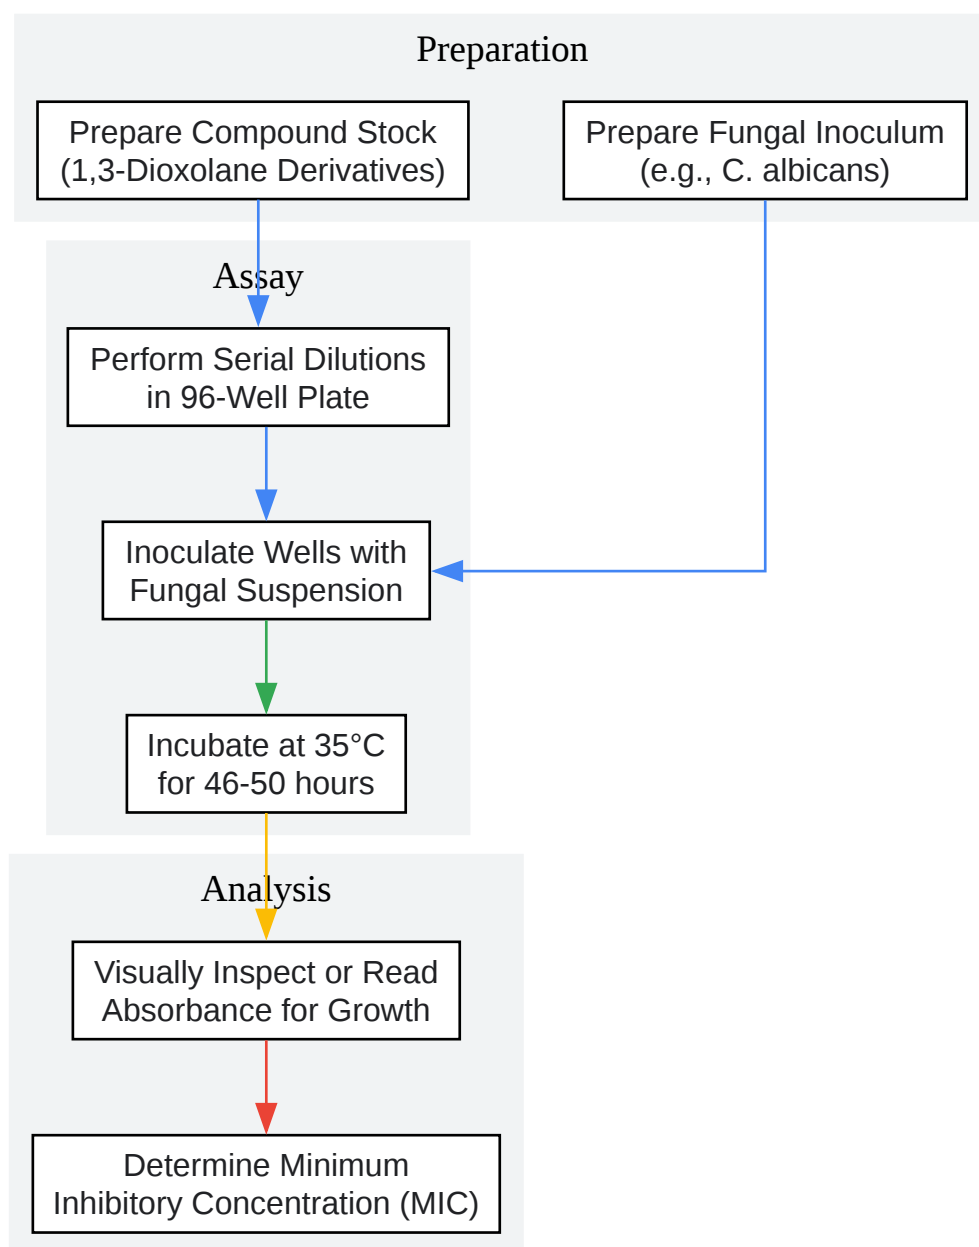 Preparation
Prepare Compound Stock
(1,3-Dioxolane Derivatives)
Prepare Fungal Inoculum
(e.g., C. albicans)
Assay
Perform Serial Dilutions
in 96-Well Plate
Inoculate Wells with
Fungal Suspension
Incubate at 35°C
for 46-50 hours
Analysis
Visually Inspect or Read
Absorbance for Growth
Determine Minimum
Inhibitory Concentration (MIC)